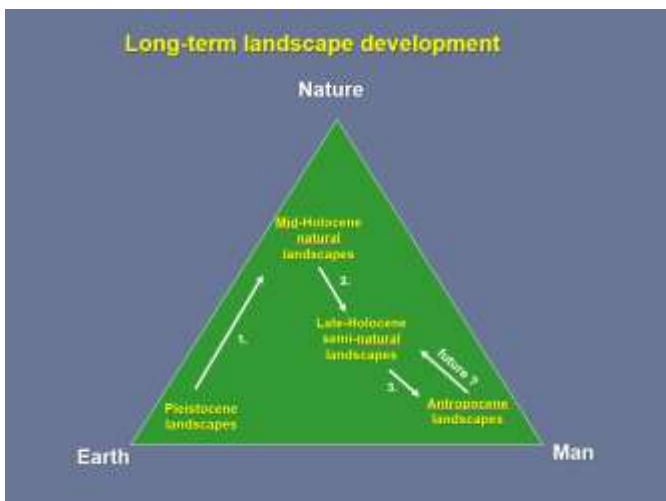 Long-term landscape development
Nature
Mid-Holocene
natural
landscapes
2.
1.
Late-Holocene
semi-natural
landscapes
future ?
3.
Pleistocene
landscapes
Antropocene
landscapes
Earth
Man